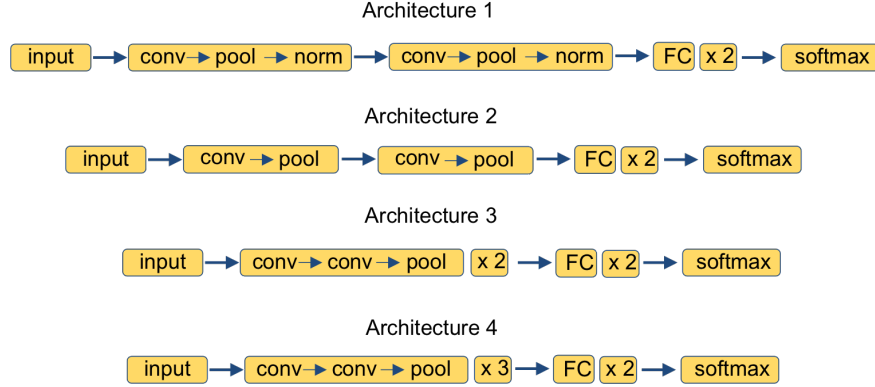 Architecture 1
input conv pool norm conv pool norm FC x 2 softmax
Architecture 2
input conv pool conv pool FC x 2 softmax
Architecture 3
input conv conv pool x 2 FC x 2 softmax
Architecture 4
input conv conv pool x 3 FC x 2 softmax